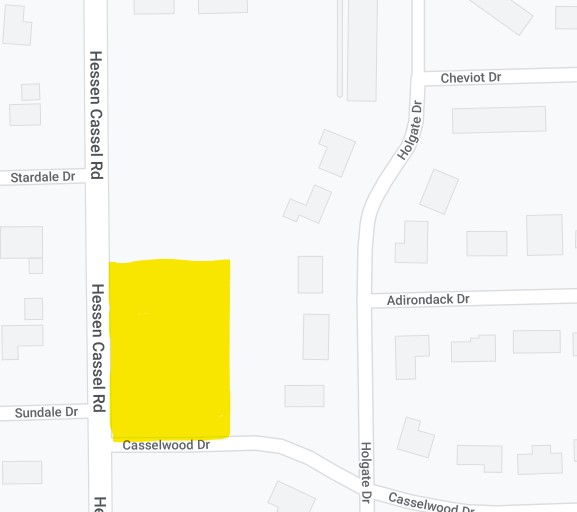 Hessen Cassel Rd
Cheviot Dr
Holgate Dr
Stardale Dr
Hessen Cassel Rd
Adirondack Dr
Sundale Dr
Casselwood Dr
Holgate Dr
Casselwood Dr
He